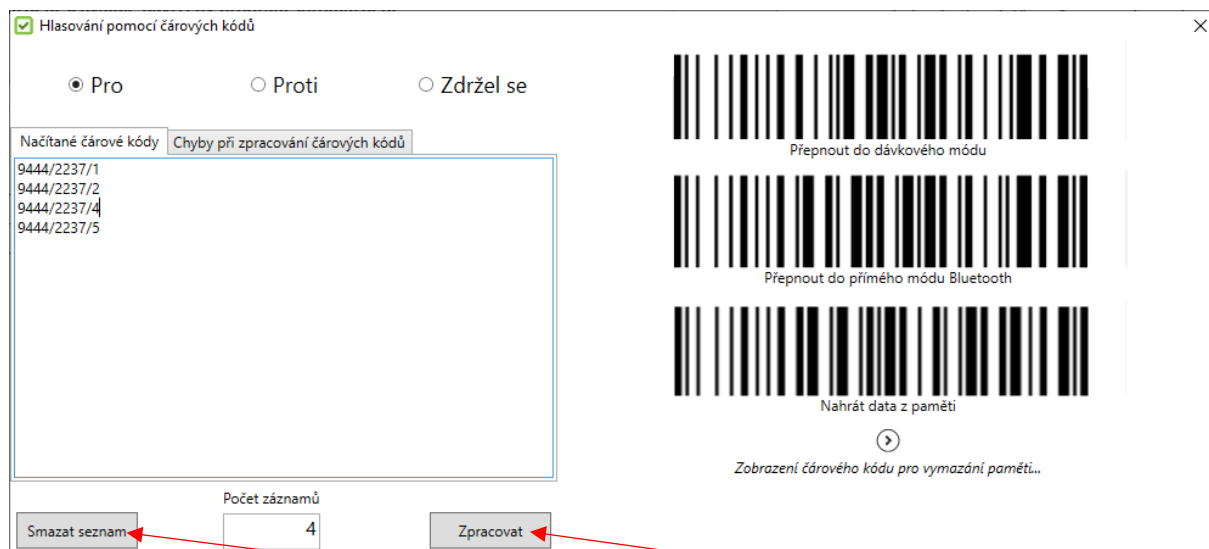 Hlasování pomocí čárových kódů
Pro
Proti
Zdržel se
Načítané čárové kódy
Chyby při zpracování čárových kódů
9444/2237/1
9444/2237/2
9444/2237/4
9444/2237/5
Počet záznamů
Smazat seznam
4
Zpracovat
Přepnout do dávkového módu
Přepnout do přímého módu Bluetooth
Nahrát data z paměti
Zobrazení čárového kódu pro vymazání paměti...